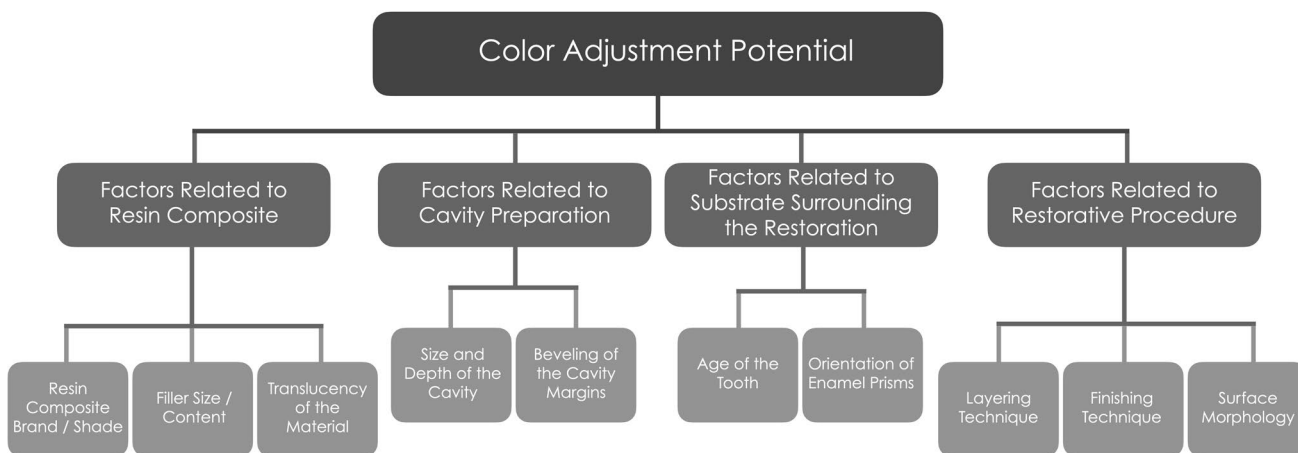 Color Adjustment Potential
Factors Related to
Resin Composite
Factors Related to
Cavity Preparation
Factors Related to
Substrate Surrounding
the Restoration
Factors Related to
Restorative Procedure
Resin
Composite
Brand / Shade
Filler Size /
Content
Translucency
of the
Material
Size and
Depth of the
Cavity
Beveling of
the Cavity
Margins
Age of the
Tooth
Orientation of
Enamel Prisms
Layering
Technique
Finishing
Technique
Surface
Morphology